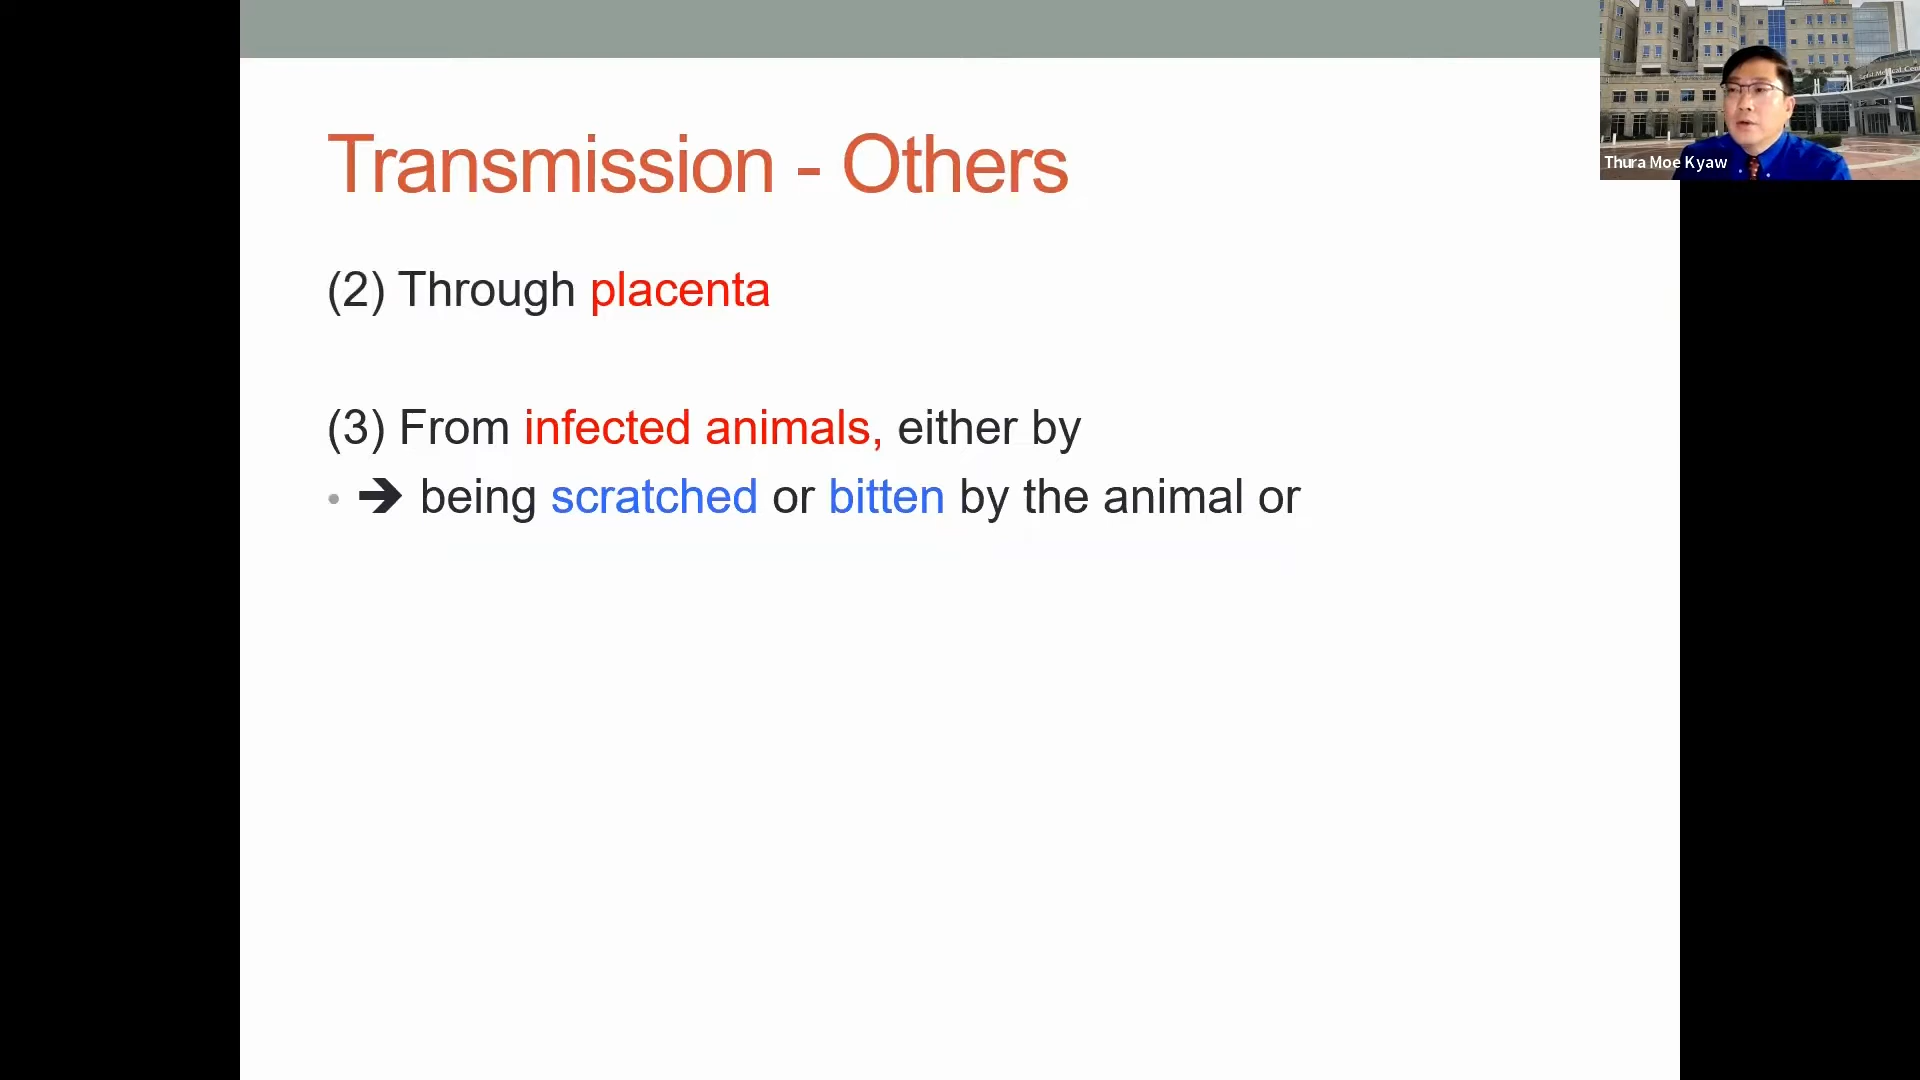 Transmission - Others
(2) Through placenta
(3) From infected animals, either by
• → being scratched or bitten by the animal or
Thura Moe Kyaw